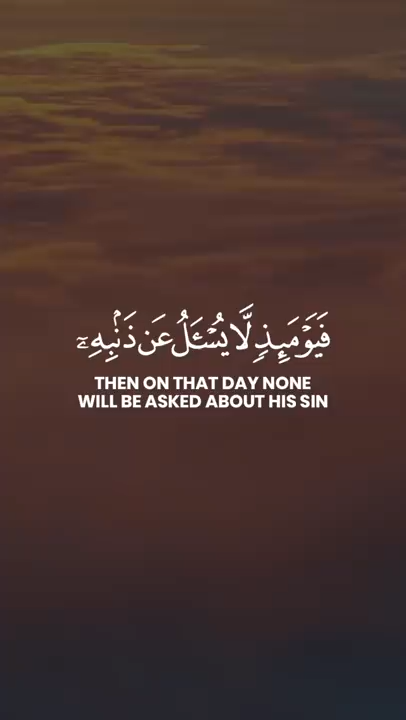 فَيَوْمَئِذٍ لَّا يُسْـَٔلُ عَن ذَنۢبِهِۦٓ
THEN ON THAT DAY NONE
WILL BE ASKED ABOUT HIS SIN